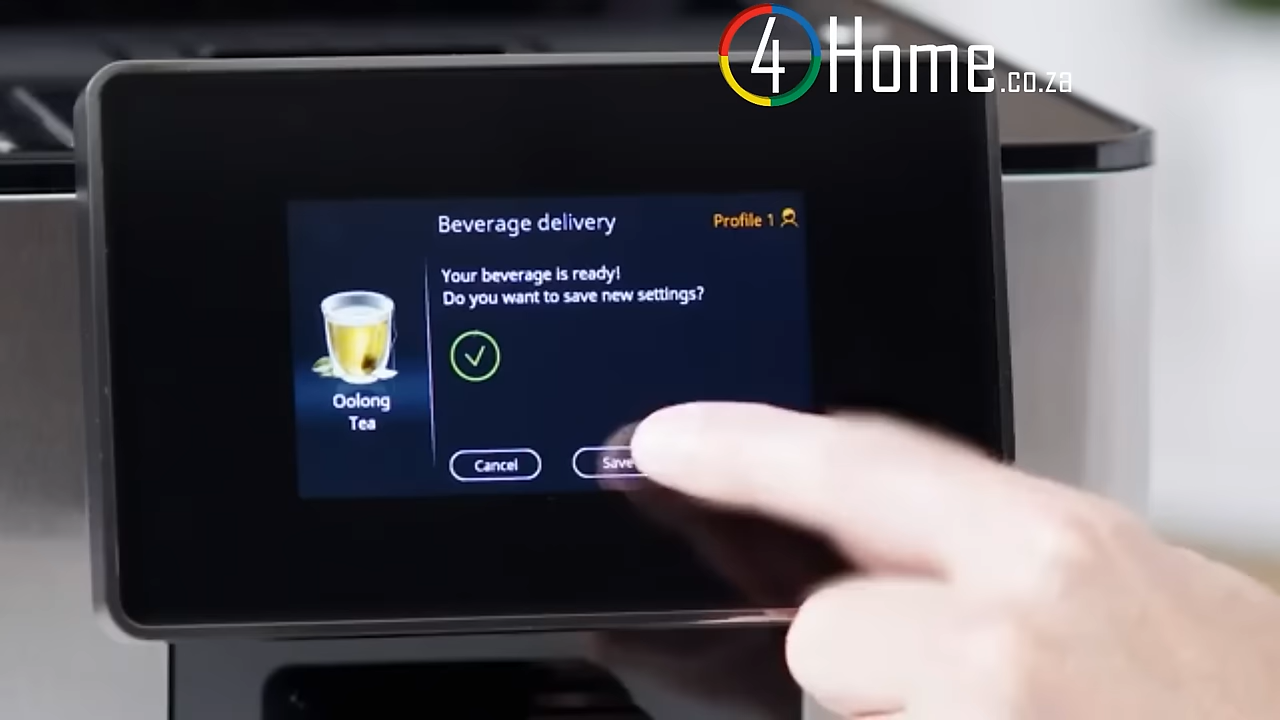 4Home.co.za
Beverage delivery
Profile 1
Your beverage is ready!
Do you want to save new settings?
Oolong
Tea
Cancel
Save